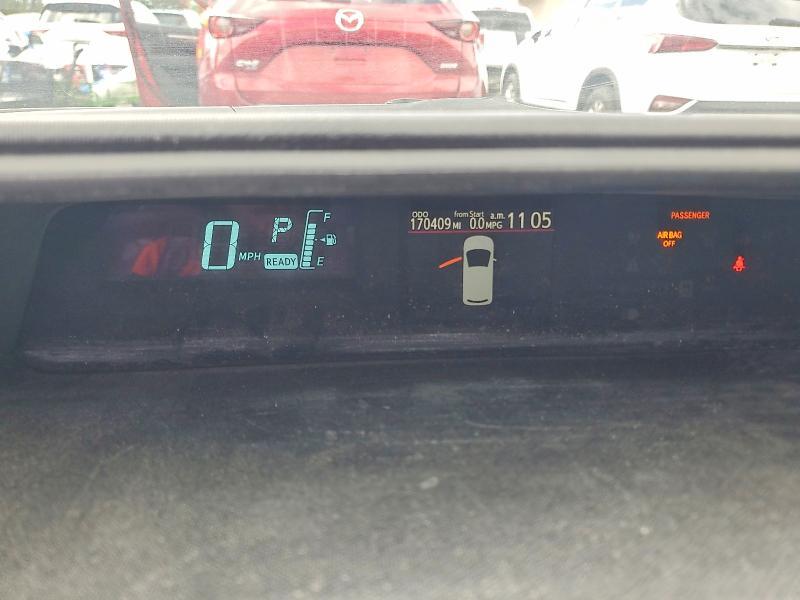 0 MPH P READY F E
ODO from Start a.m.
170409 MI 0.0 MPG 11 05
PASSENGER
AIR BAG
OFF